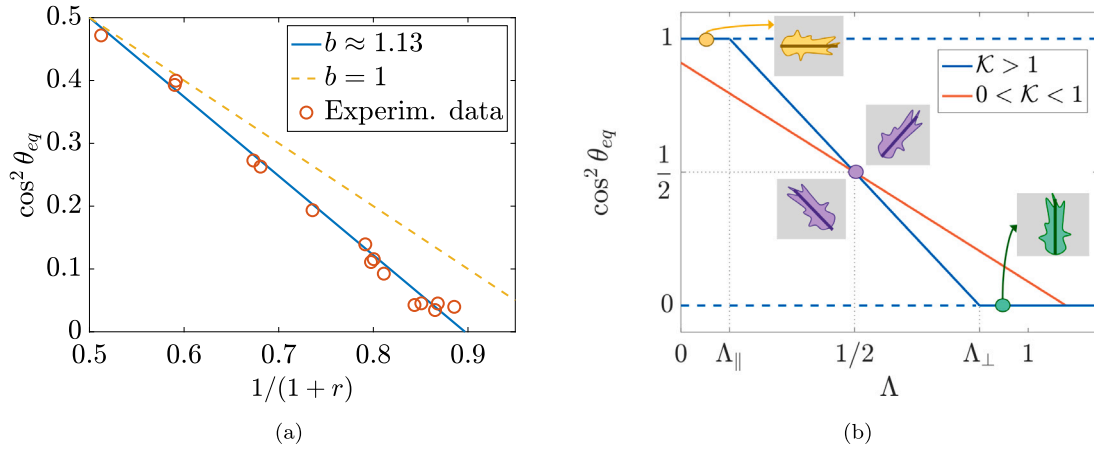 0.5
0.4
0.3
0.2
0.1
0
cos² θ_eq
b ≈ 1.13
b = 1
Experim. data
0.5 0.6 0.7 0.8 0.9
1/(1 + r)
(a)
1
1/2
0
cos² θ_eq
𝒦 > 1
0 < 𝒦 < 1
0 Λ_∥ 1/2 Λ_⊥ 1
Λ
(b)